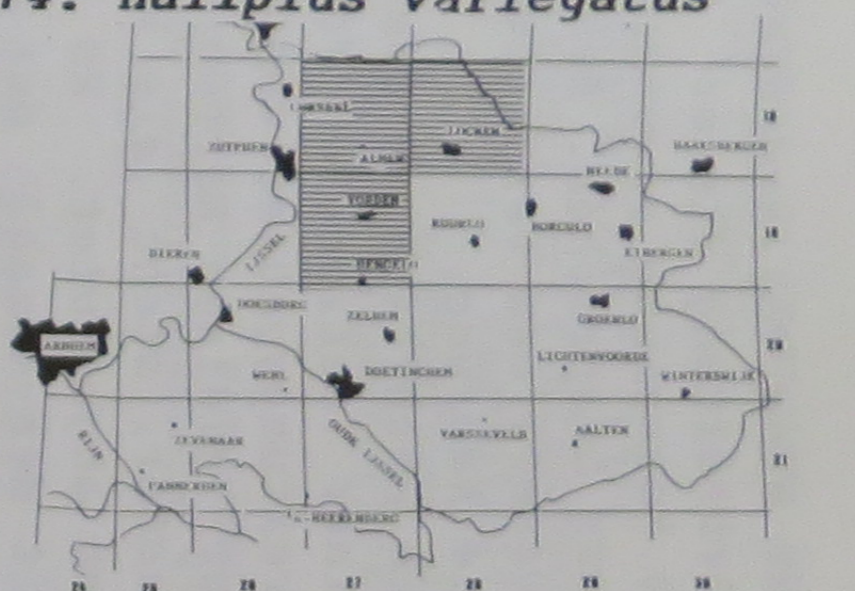 74. Hallplus variegatus
LOCHEM
18
ZUTPHEN
ALMEN
HAAKSBERGEN
NEEDE
VORDEN
RUURLO
BORCULO
19
EIBERGEN
DIEREN
IJSSEL
HENGELO
DOESBURG
ZELHEM
GROENLO
20
ARNHEM
LICHTENVOORDE
WEHL
DOETINCHEM
WINTERSWIJK
RIJN
ZEVENAAR
OUDE IJSSEL
VARSSEVELD
AALTEN
21
PANNERDEN
'S-HEERENBERG
26
27
28
29
30